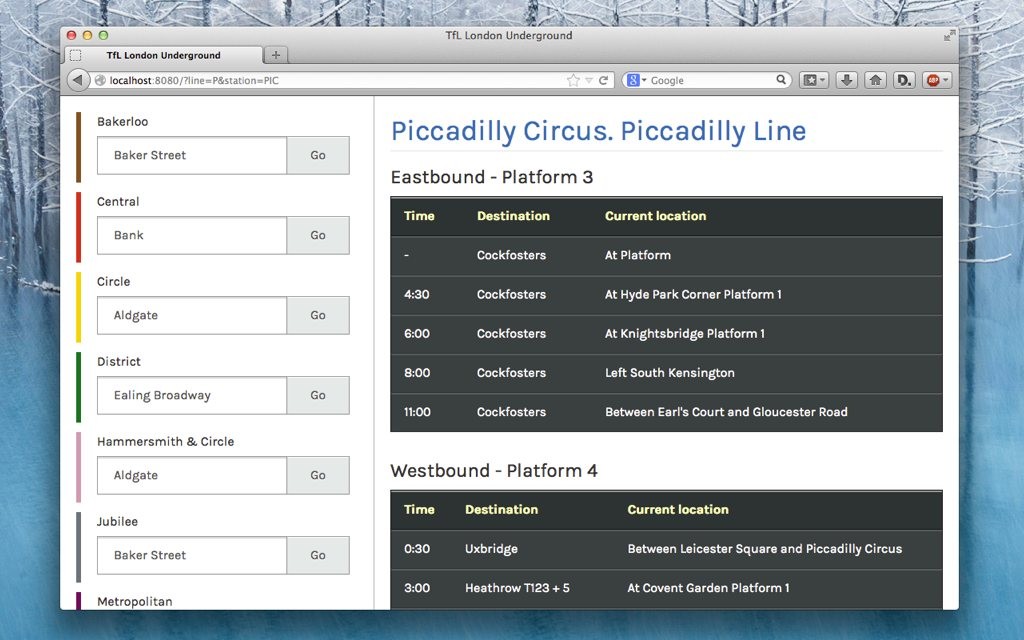 TfL London Underground
TfL London Underground
localhost:8080/?line=P&station=PIC
Google
D.
ABP
Bakerloo
Baker Street Go
Central
Bank Go
Circle
Aldgate Go
District
Ealing Broadway Go
Hammersmith & Circle
Aldgate Go
Jubilee
Baker Street Go
Metropolitan
Piccadilly Circus. Piccadilly Line
Eastbound - Platform 3
Time Destination Current location
- Cockfosters At Platform
4:30 Cockfosters At Hyde Park Corner Platform 1
6:00 Cockfosters At Knightsbridge Platform 1
8:00 Cockfosters Left South Kensington
11:00 Cockfosters Between Earl's Court and Gloucester Road
Westbound - Platform 4
Time Destination Current location
0:30 Uxbridge Between Leicester Square and Piccadilly Circus
3:00 Heathrow T123 + 5 At Covent Garden Platform 1